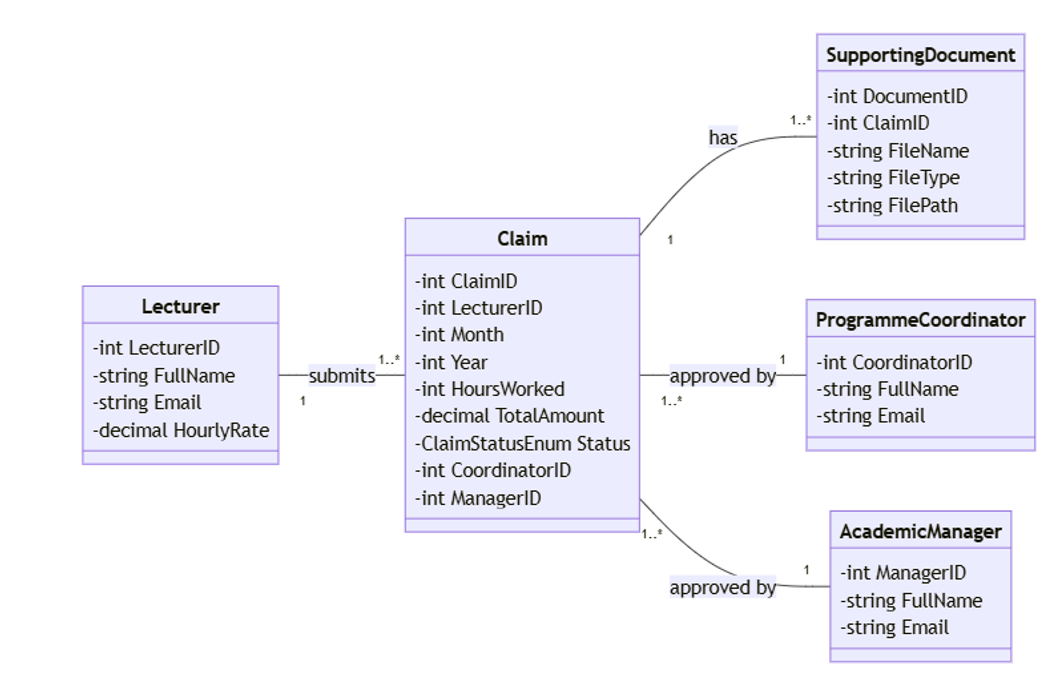 Lecturer
-int LecturerID
-string FullName
-string Email
-decimal HourlyRate
submits
1
1..*
Claim
-int ClaimID
-int LecturerID
-int Month
-int Year
-int HoursWorked
-decimal TotalAmount
-ClaimStatusEnum Status
-int CoordinatorID
-int ManagerID
has
1
1..*
SupportingDocument
-int DocumentID
-int ClaimID
-string FileName
-string FileType
-string FilePath
approved by
1..*
1
ProgrammeCoordinator
-int CoordinatorID
-string FullName
-string Email
approved by
1..*
1
AcademicManager
-int ManagerID
-string FullName
-string Email